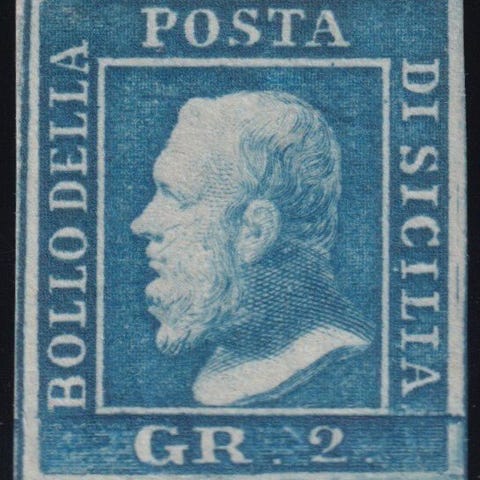 BOLLO DELLA
POSTA
DI SICILIA
GR. 2.